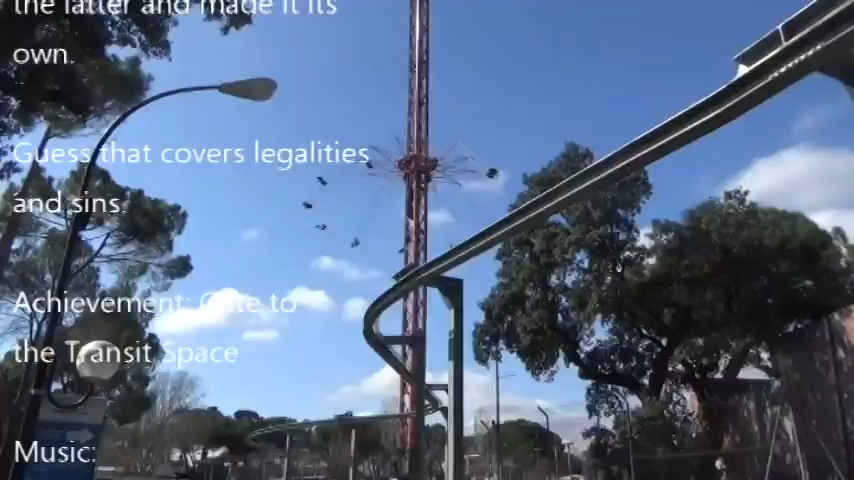 the latter and made it its
own.
Guess that covers legalities
and sins.
Achievement: Gate to
the Transit Space
Music: